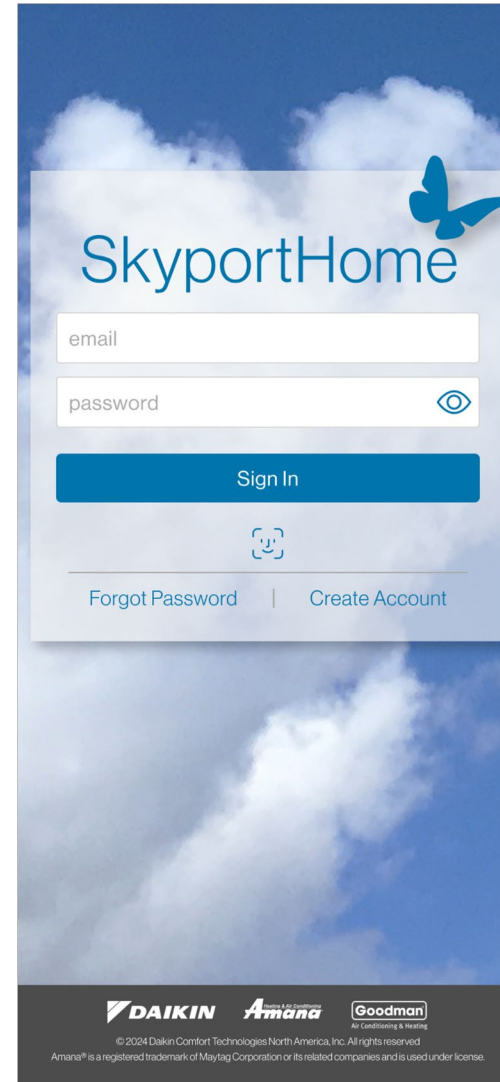 SkyportHome
email
password
Sign In
Forgot Password | Create Account
DAIKIN Heating & Air Conditioning Amana Goodman Air Conditioning & Heating
© 2024 Daikin Comfort Technologies North America, Inc. All rights reserved
Amana® is a registered trademark of Maytag Corporation or its related companies and is used under license.